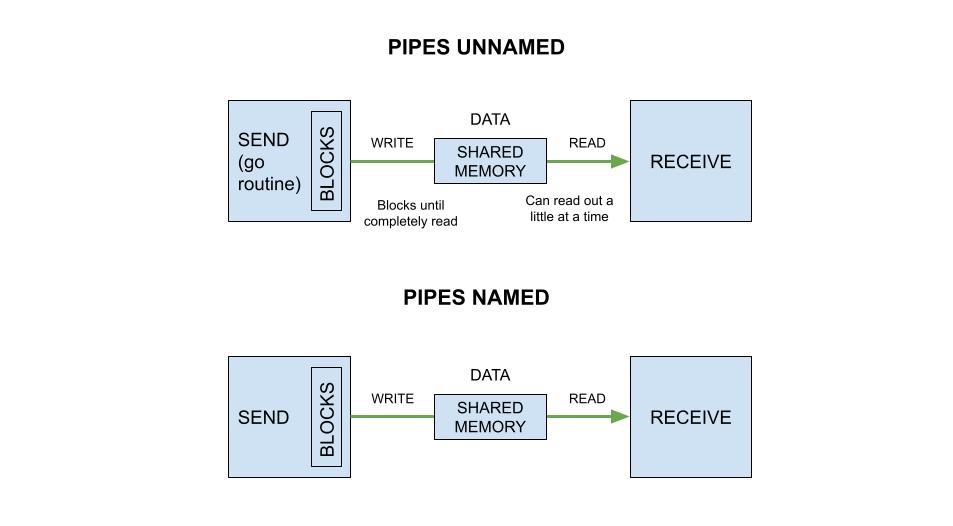 PIPES UNNAMED
DATA
SEND
(go
routine)
BLOCKS
WRITE
SHARED
MEMORY
READ
RECEIVE
Blocks until
completely read
Can read out a
little at a time
PIPES NAMED
DATA
SEND
BLOCKS
WRITE
SHARED
MEMORY
READ
RECEIVE